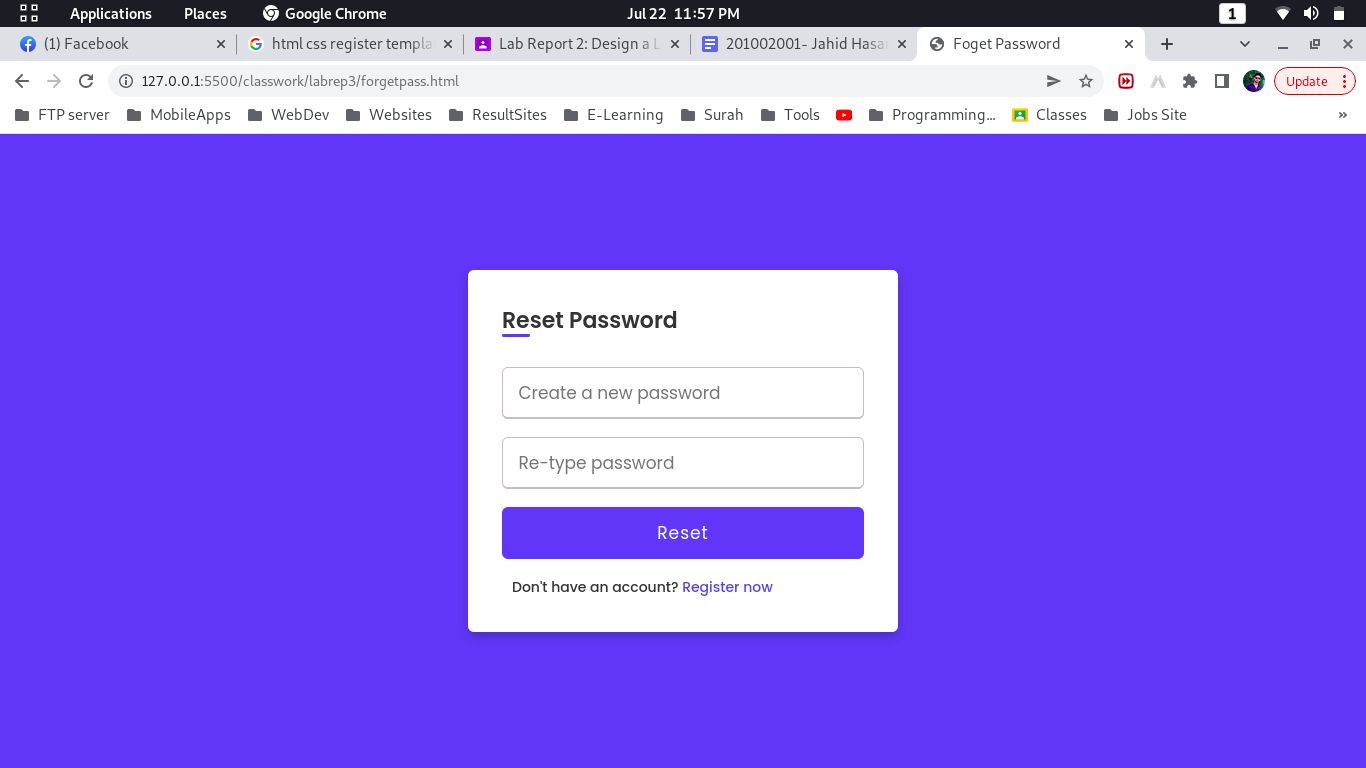 Applications Places Google Chrome Jul 22 11:57 PM 1
(1) Facebook html css register templa Lab Report 2: Design a L 201002001- Jahid Hasa Foget Password
127.0.0.1:5500/classwork/labrep3/forgetpass.html Update
FTP server MobileApps WebDev Websites ResultSites E-Learning Surah Tools Programming... Classes Jobs Site »
Reset Password
Create a new password
Re-type password
Reset
Don't have an account? Register now